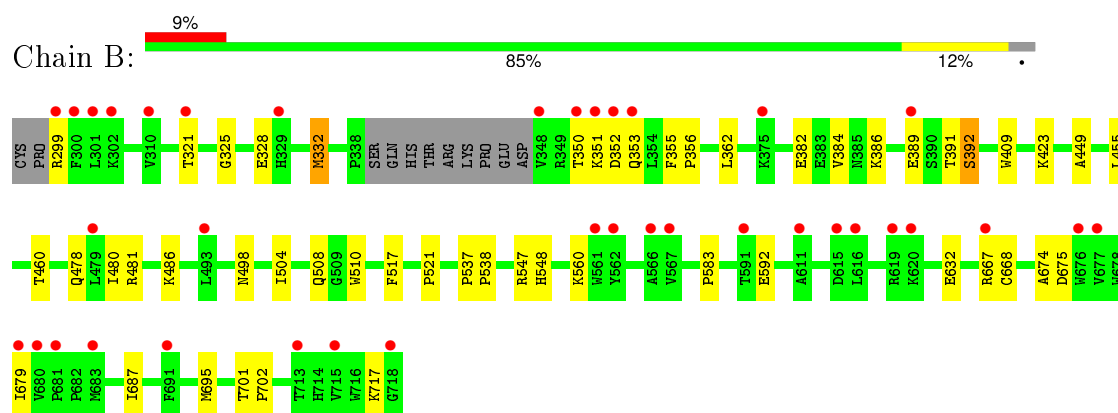 9%
Chain B:
85% 12% •
CYS PRO R299 F300 L301 K302 V310 T321 G325 E328 H329 M332 P338 SER GLN HIS THR ARG LYS PRO GLU ASP V348 R349 T350 K351 D352 Q353 L354 F355 P356 L362 K375 E382 E383 V384 N385 K386 E389 S390 T391 S392 W409 K423 A449 L455
T460 Q478 L479 I480 R481 K486 L493 N498 I504 Q508 G509 W510 F517 P521 P537 P538 R547 H548 K560 W561 Y562 A566 V567 P583 T591 E592 A611 D615 L616 R619 K620 E632 R667 C668 A674 D675 W676 V677 W678
I679 V680 P681 P682 M683 I687 F691 M695 T701 P702 T713 H714 V715 W716 K717 G718